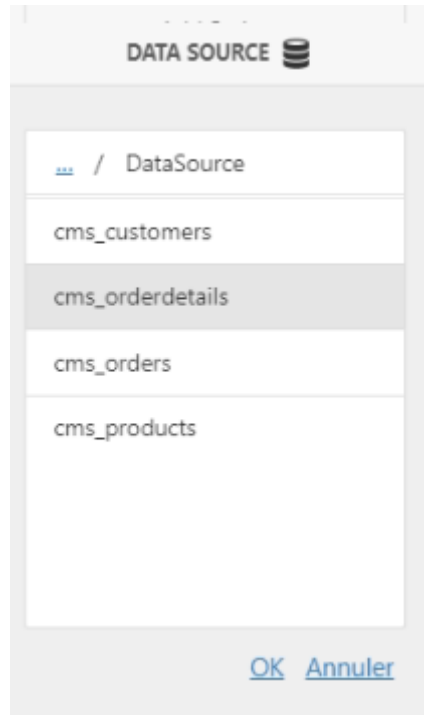 DATA SOURCE
... / DataSource
cms_customers
cms_orderdetails
cms_orders
cms_products
OK Annuler